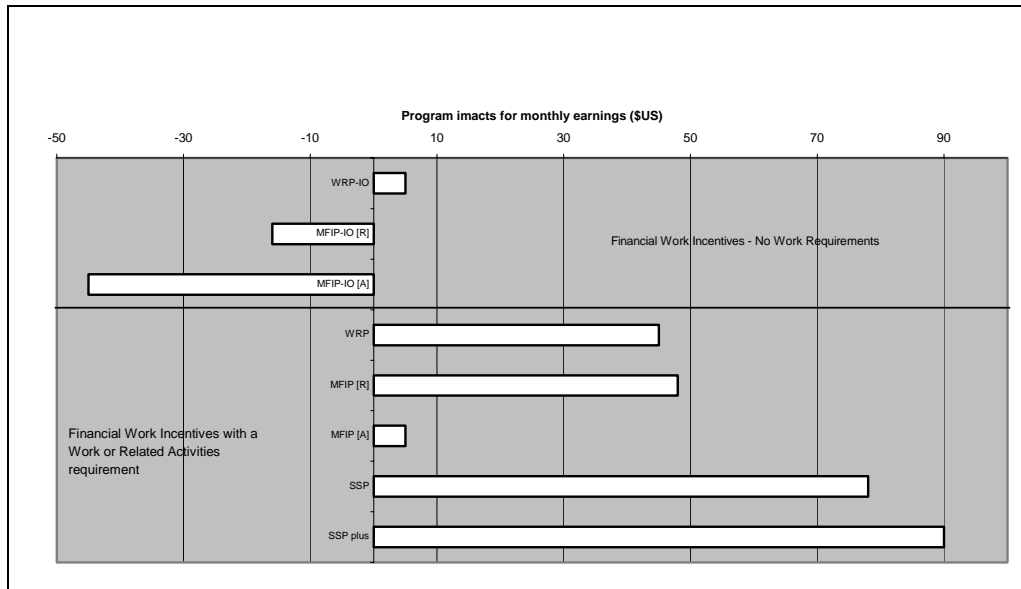 Program imacts for monthly earnings ($US)
-50 -30 -10 10 30 50 70 90
WRP-IO
MFIP-IO [R]
Financial Work Incentives - No Work Requirements
MFIP-IO [A]
WRP
MFIP [R]
MFIP [A]
Financial Work Incentives with a
Work or Related Activities
requirement
SSP
SSP plus